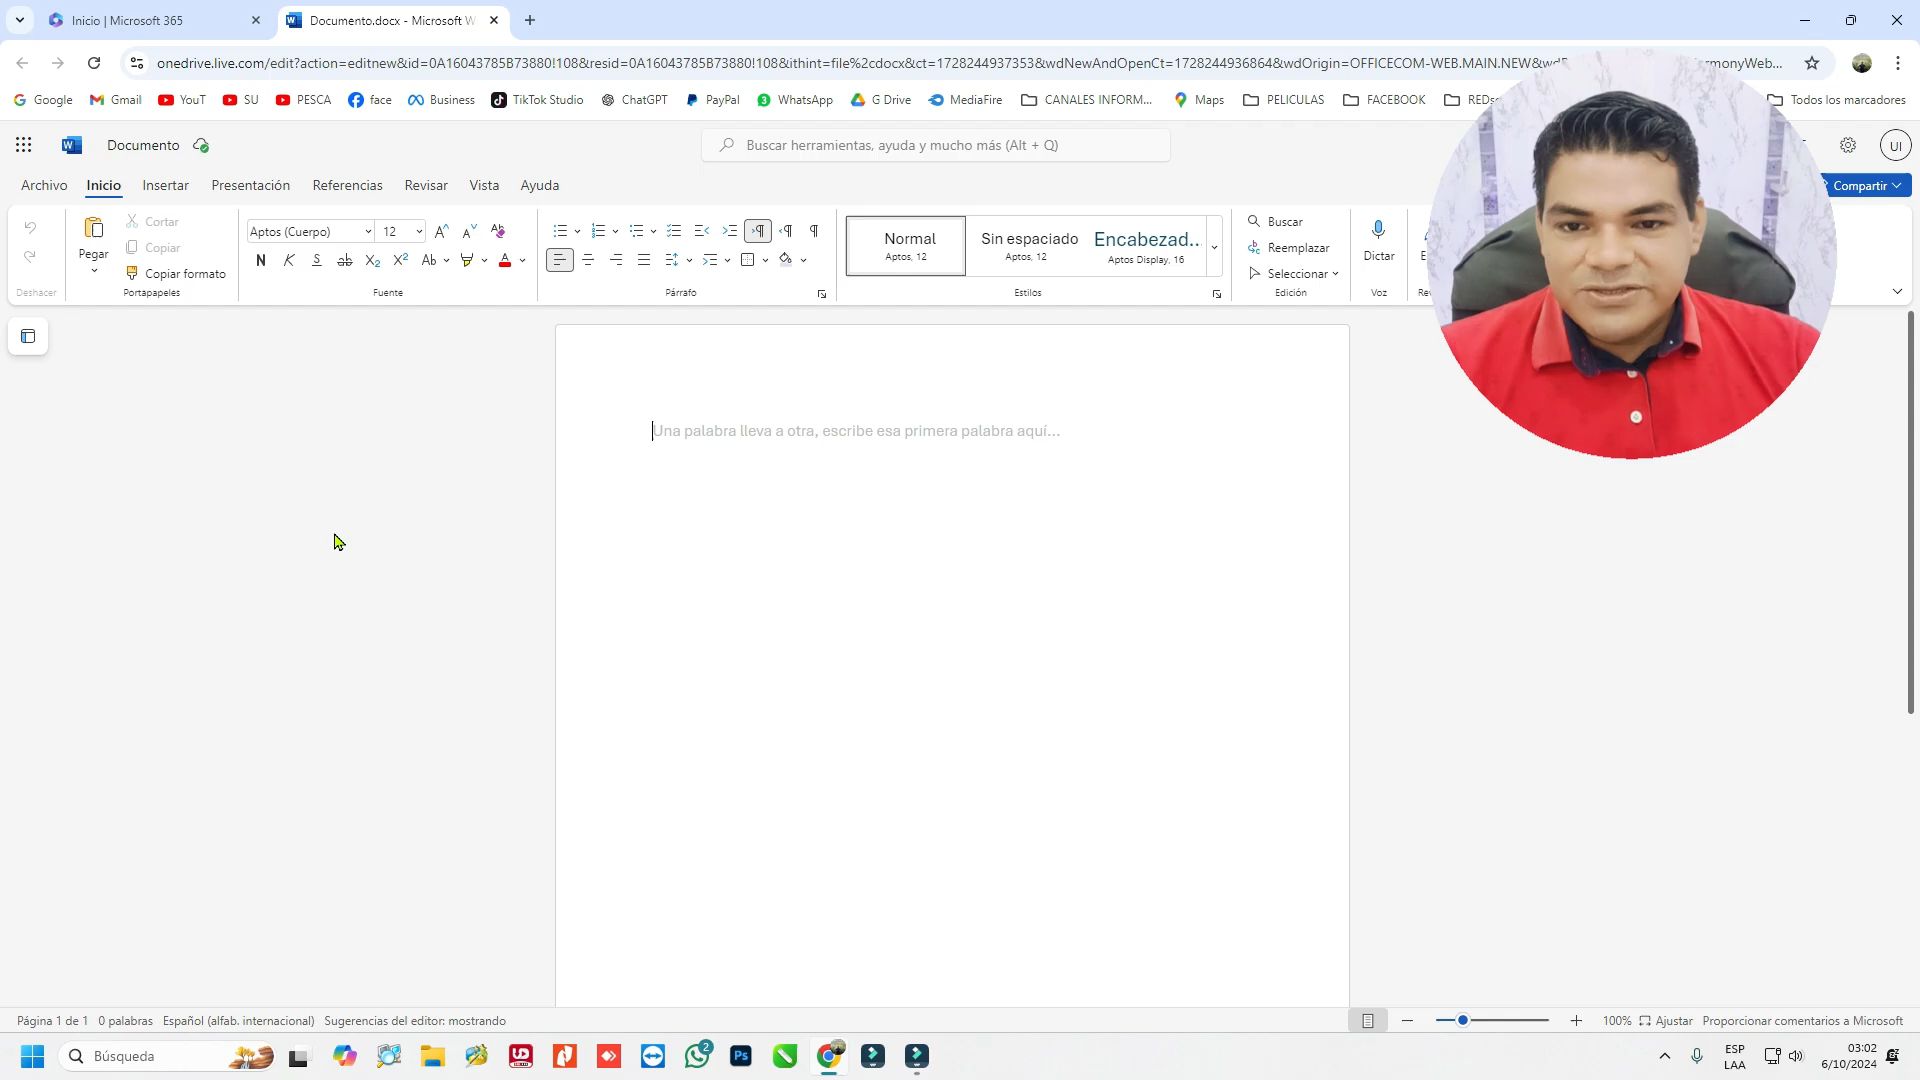 Inicio | Microsoft 365
Documento.docx - Microsoft W
onedrive.live.com/edit?action=editnew&id=0A16043785B73880!108&resid=0A16043785B73880!108&ithint=file%2cdocx&ct=1728244937353&wdNewAndOpenCt=1728244936864&wdOrigin=OFFICECOM-WEB.MAIN.NEW&wd
rmonyWeb...
Google
Gmail
YouT
SU
PESCA
face
Business
TikTok Studio
ChatGPT
PayPal
WhatsApp
G Drive
MediaFire
CANALES INFORM...
Maps
PELICULAS
FACEBOOK
Todos los marcadores
Documento
Buscar herramientas, ayuda y mucho más (Alt + Q)
UI
Archivo
Inicio
Insertar
Presentación
Referencias
Revisar
Vista
Ayuda
Compartir
Deshacer
Pegar
Cortar
Copiar
Copiar formato
Portapapeles
Aptos (Cuerpo)
12
Fuente
Párrafo
Normal
Aptos, 12
Sin espaciado
Aptos, 12
Encabezad...
Aptos Display, 16
Estilos
Buscar
Reemplazar
Seleccionar
Edición
Dictar
Voz
Una palabra lleva a otra, escribe esa primera palabra aquí...
Página 1 de 1
0 palabras
Español (alfab. internacional)
Sugerencias del editor: mostrando
100%
Ajustar
Proporcionar comentarios a Microsoft
Búsqueda
2
Ps
ESP
LAA
03:02
6/10/2024